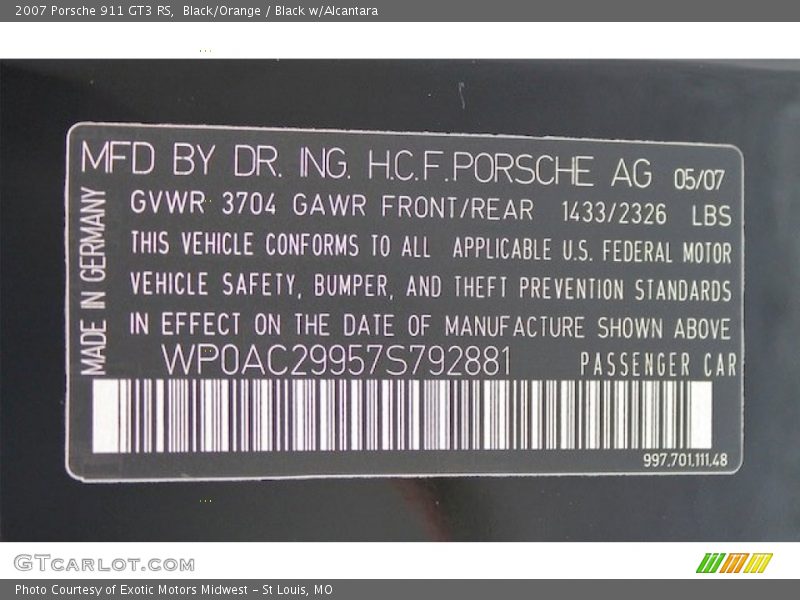 2007 Porsche 911 GT3 RS,  Black/Orange / Black w/Alcantara
MFD BY DR. ING. H.C.F.PORSCHE AG 05/07
GVWR 3704 GAWR FRONT/REAR 1433/2326 LBS
THIS VEHICLE CONFORMS TO ALL APPLICABLE U.S. FEDERAL MOTOR
VEHICLE SAFETY, BUMPER, AND THEFT PREVENTION STANDARDS
IN EFFECT ON THE DATE OF MANUFACTURE SHOWN ABOVE
WP0AC29957S792881 PASSENGER CAR
997.701.111.48
MADE IN GERMANY
GTCARLOT.COM
Photo Courtesy of Exotic Motors Midwest - St Louis, MO